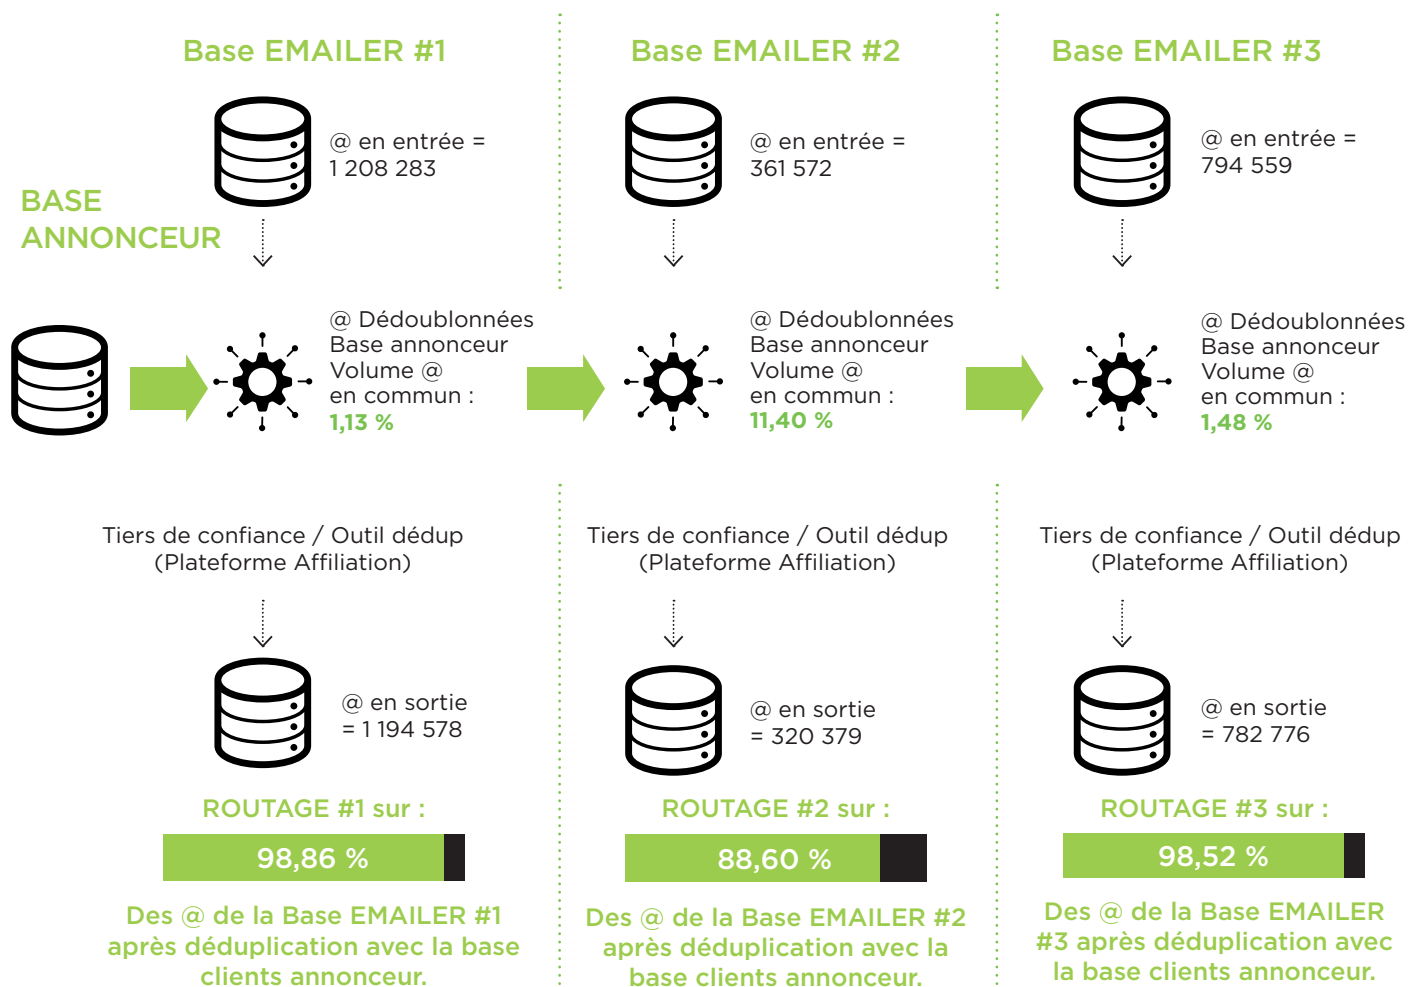 Base EMAILER #1
@ en entrée =
1 208 283
BASE
ANNONCEUR
@ Dédoublonnées
Base annonceur
Volume @
en commun :
1,13 %
Tiers de confiance / Outil dédup
(Plateforme Affiliation)
@ en sortie
= 1 194 578
ROUTAGE #1 sur :
98,86 %
Des @ de la Base EMAILER #1
après déduplication avec la base
clients annonceur.
Base EMAILER #2
@ en entrée =
361 572
@ Dédoublonnées
Base annonceur
Volume @
en commun :
11,40 %
Tiers de confiance / Outil dédup
(Plateforme Affiliation)
@ en sortie
= 320 379
ROUTAGE #2 sur :
88,60 %
Des @ de la Base EMAILER #2
après déduplication avec la
base clients annonceur.
Base EMAILER #3
@ en entrée =
794 559
@ Dédoublonnées
Base annonceur
Volume @
en commun :
1,48 %
Tiers de confiance / Outil dédup
(Plateforme Affiliation)
@ en sortie
= 782 776
ROUTAGE #3 sur :
98,52 %
Des @ de la Base EMAILER
#3 après déduplication avec
la base clients annonceur.